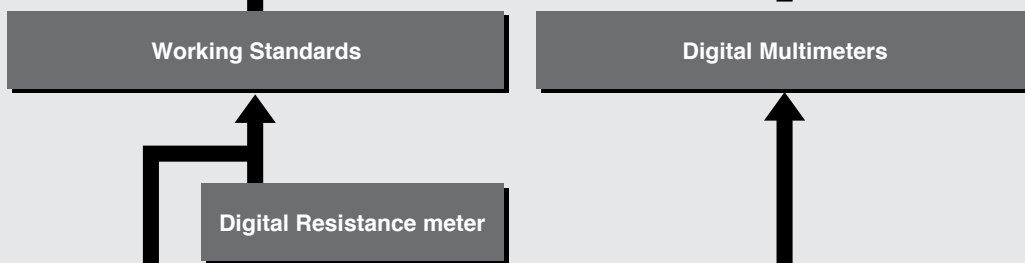 Working Standards
Digital Multimeters
Digital Resistance meter